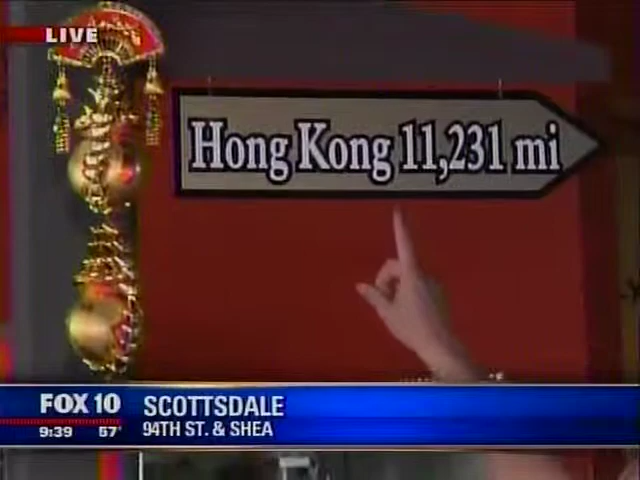 LIVE
Hong Kong 11,231 mi
FOX 10
SCOTTSDALE
9:39 57°
94TH ST. & SHEA